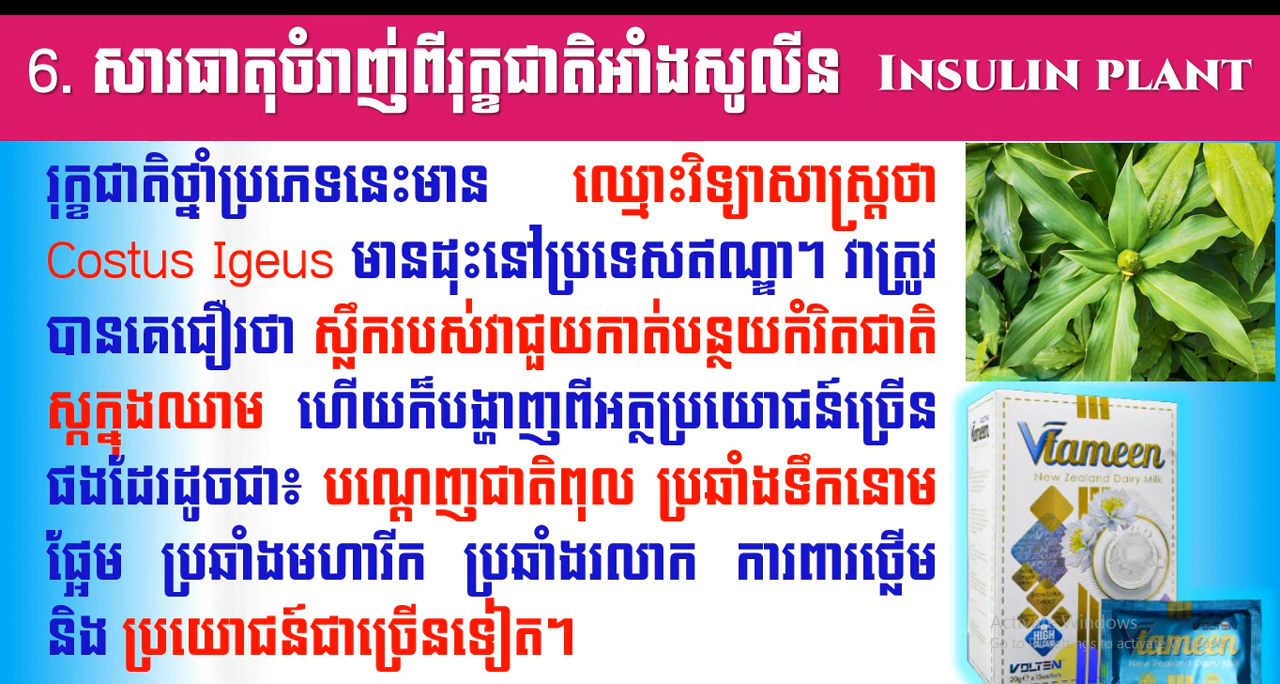 6. សារធាតុចំរាញ់ពីរុក្ខជាតិអាំងសូលីន INSULIN PLANT
រុក្ខជាតិថ្នាំប្រភេទនេះមាន ឈ្មោះវិទ្យាសាស្ត្រថា
Costus Igeus មានដុះនៅប្រទេសឥណ្ឌា។ វាត្រូវ
បានគេជឿរថា ស្លឹករបស់វាជួយកាត់បន្ថយកំរិតជាតិ
ស្ករក្នុងឈាម ហើយក៏បង្ហាញពីអត្ថប្រយោជន៍ច្រើន
ផងដែរដូចជា៖ បណ្តេញជាតិពុល ប្រឆាំងទឹកនោម
ផ្អែម ប្រឆាំងមហារីក ប្រឆាំងរលាក ការពារថ្លើម
និង ប្រយោជន៍ជាច្រើនទៀត។
Vtameen
New Zealand Dairy Milk
HIGH
VOLTEN
Activate Windows
Vtameen
New Zealand Dairy Milk